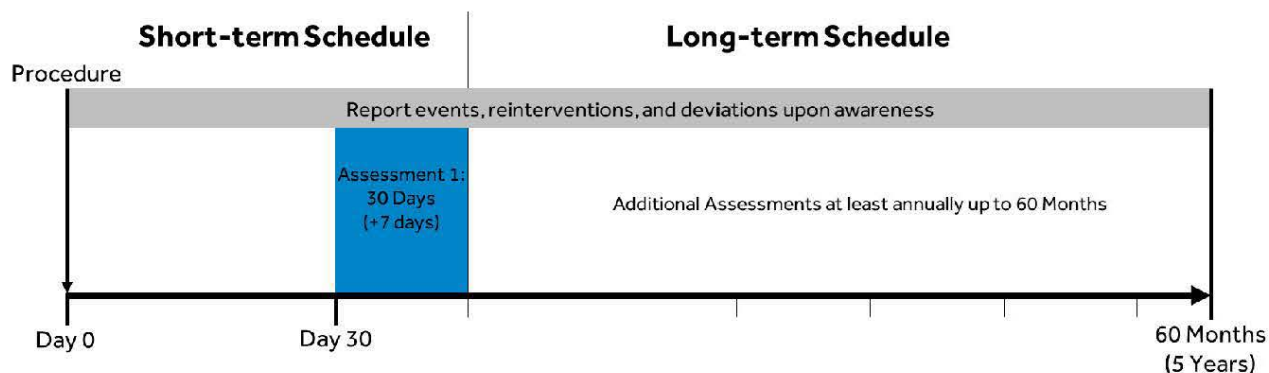 Short-term Schedule
Long-term Schedule
Procedure
Report events, reinterventions, and deviations upon awareness
Assessment 1:
30 Days
(+7 days)
Additional Assessments at least annually up to 60 Months
Day 0
Day 30
60 Months
(5 Years)